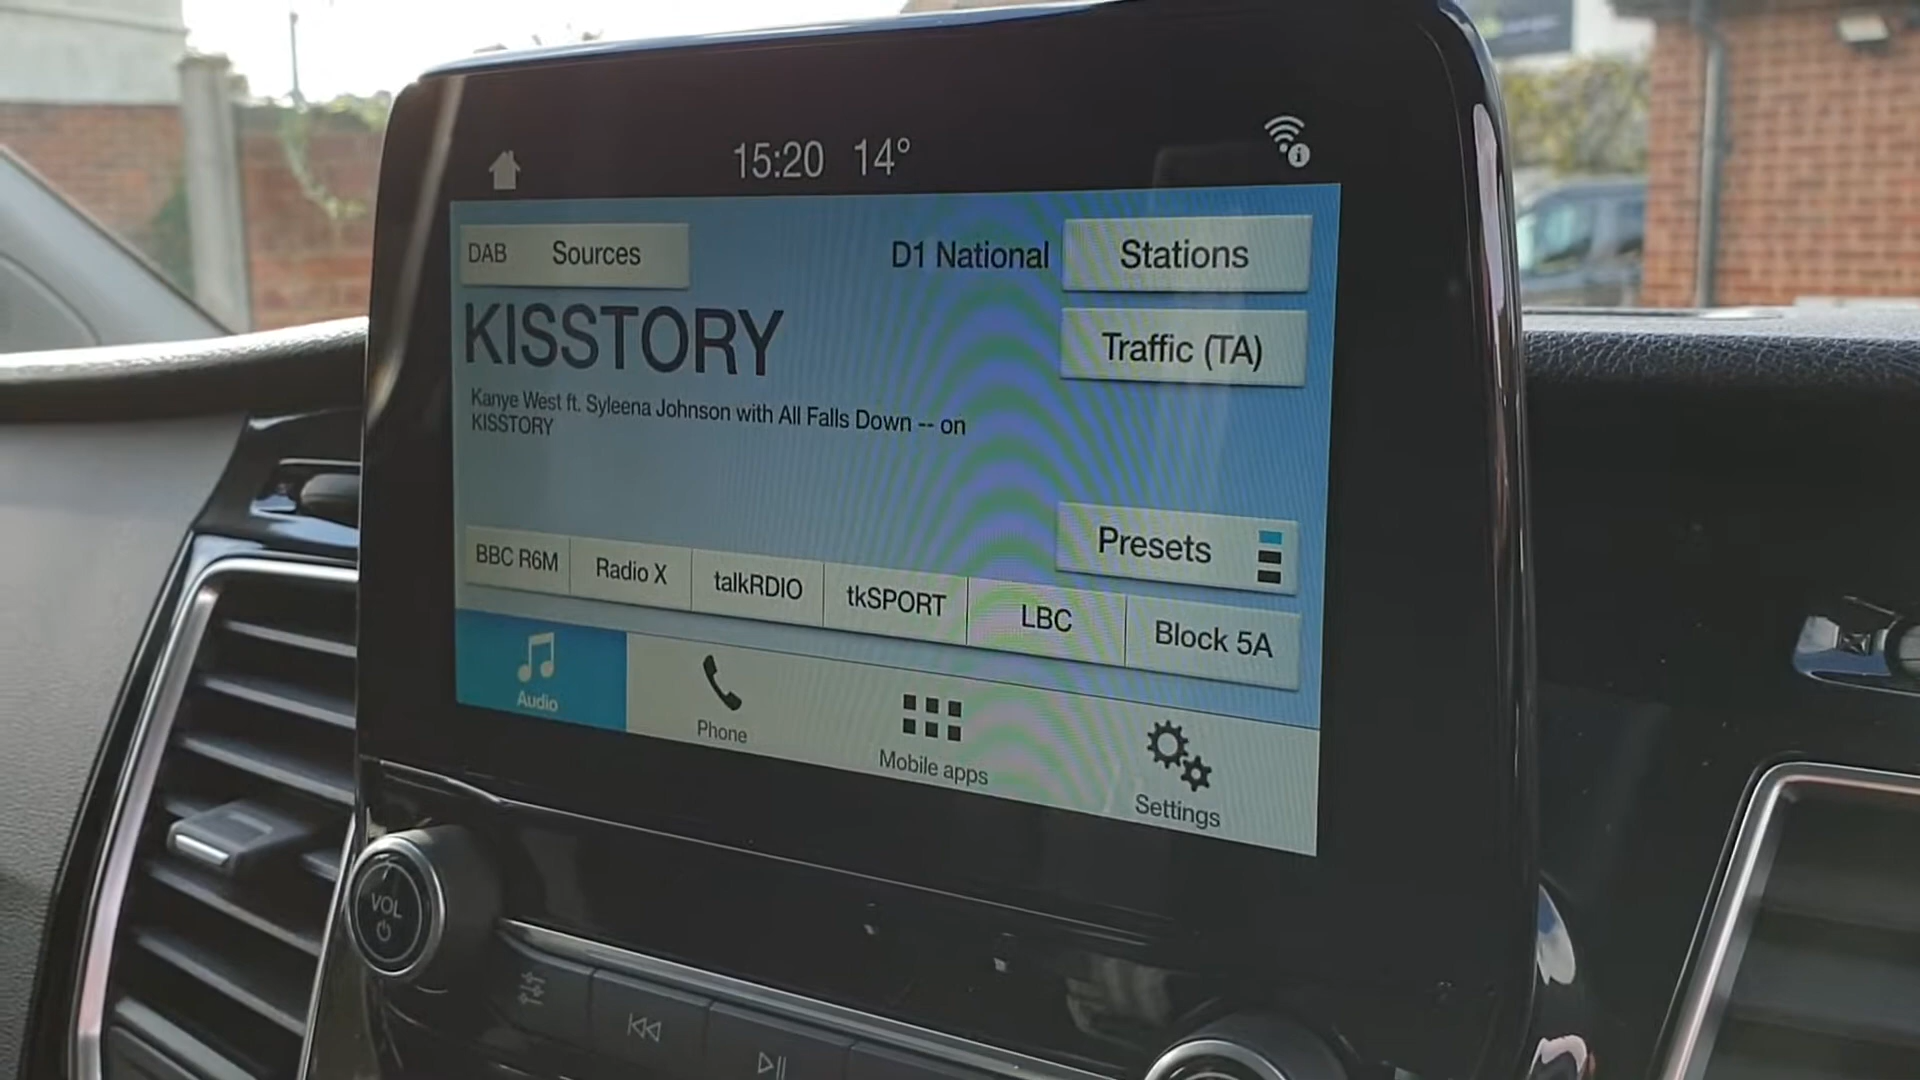 15:20 14°
DAB Sources
D1 National
Stations
KISSTORY
Traffic (TA)
Kanye West ft. Syleena Johnson with All Falls Down -- on
KISSTORY
Presets
BBC R6M
Radio X
talkRDIO
tkSPORT
LBC
Block 5A
Audio
Phone
Mobile apps
Settings
VOL